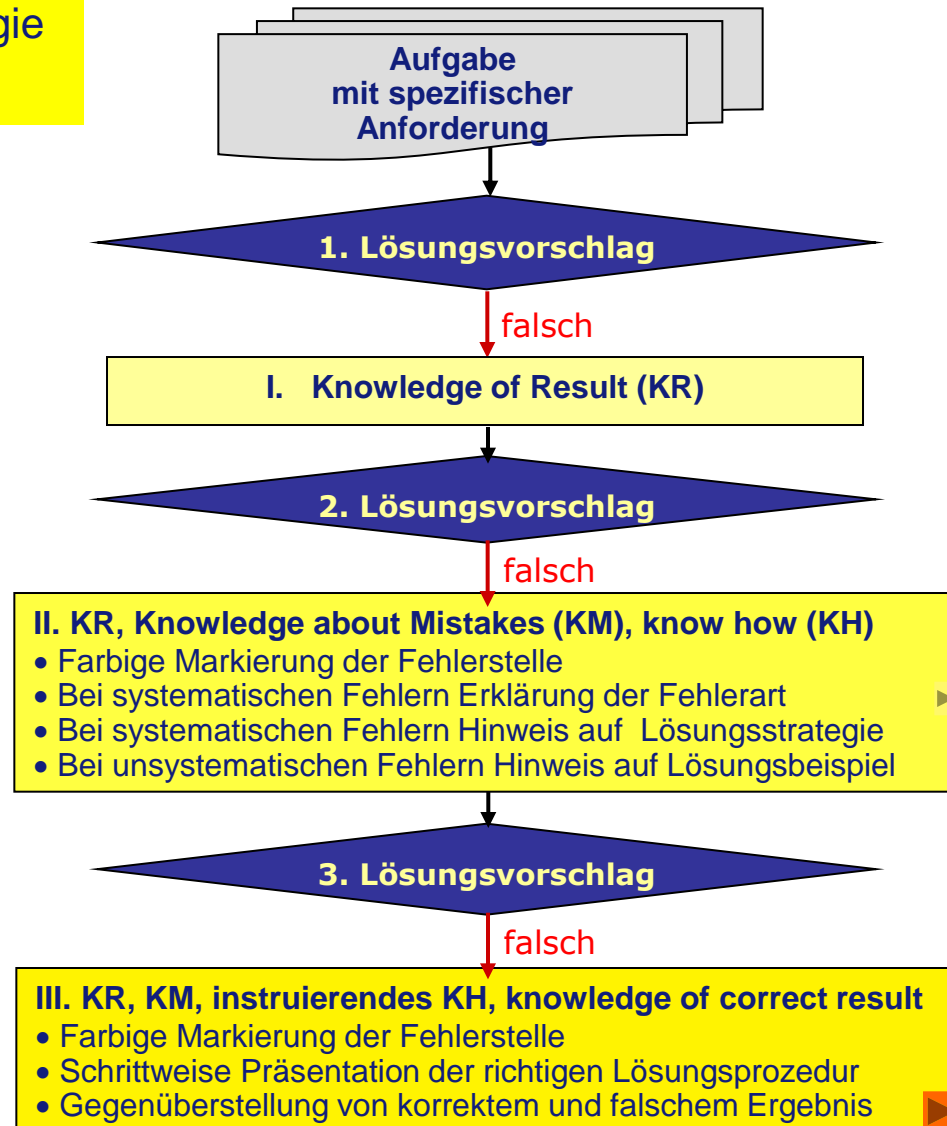 gie
Aufgabe
mit spezifischer
Anforderung
1. Lösungsvorschlag
falsch
I. Knowledge of Result (KR)
2. Lösungsvorschlag
falsch
II. KR, Knowledge about Mistakes (KM), know how (KH)
• Farbige Markierung der Fehlerstelle
• Bei systematischen Fehlern Erklärung der Fehlerart
• Bei systematischen Fehlern Hinweis auf Lösungsstrategie
• Bei unsystematischen Fehlern Hinweis auf Lösungsbeispiel
3. Lösungsvorschlag
falsch
III. KR, KM, instruierendes KH, knowledge of correct result
• Farbige Markierung der Fehlerstelle
• Schrittweise Präsentation der richtigen Lösungsprozedur
• Gegenüberstellung von korrektem und falschem Ergebnis